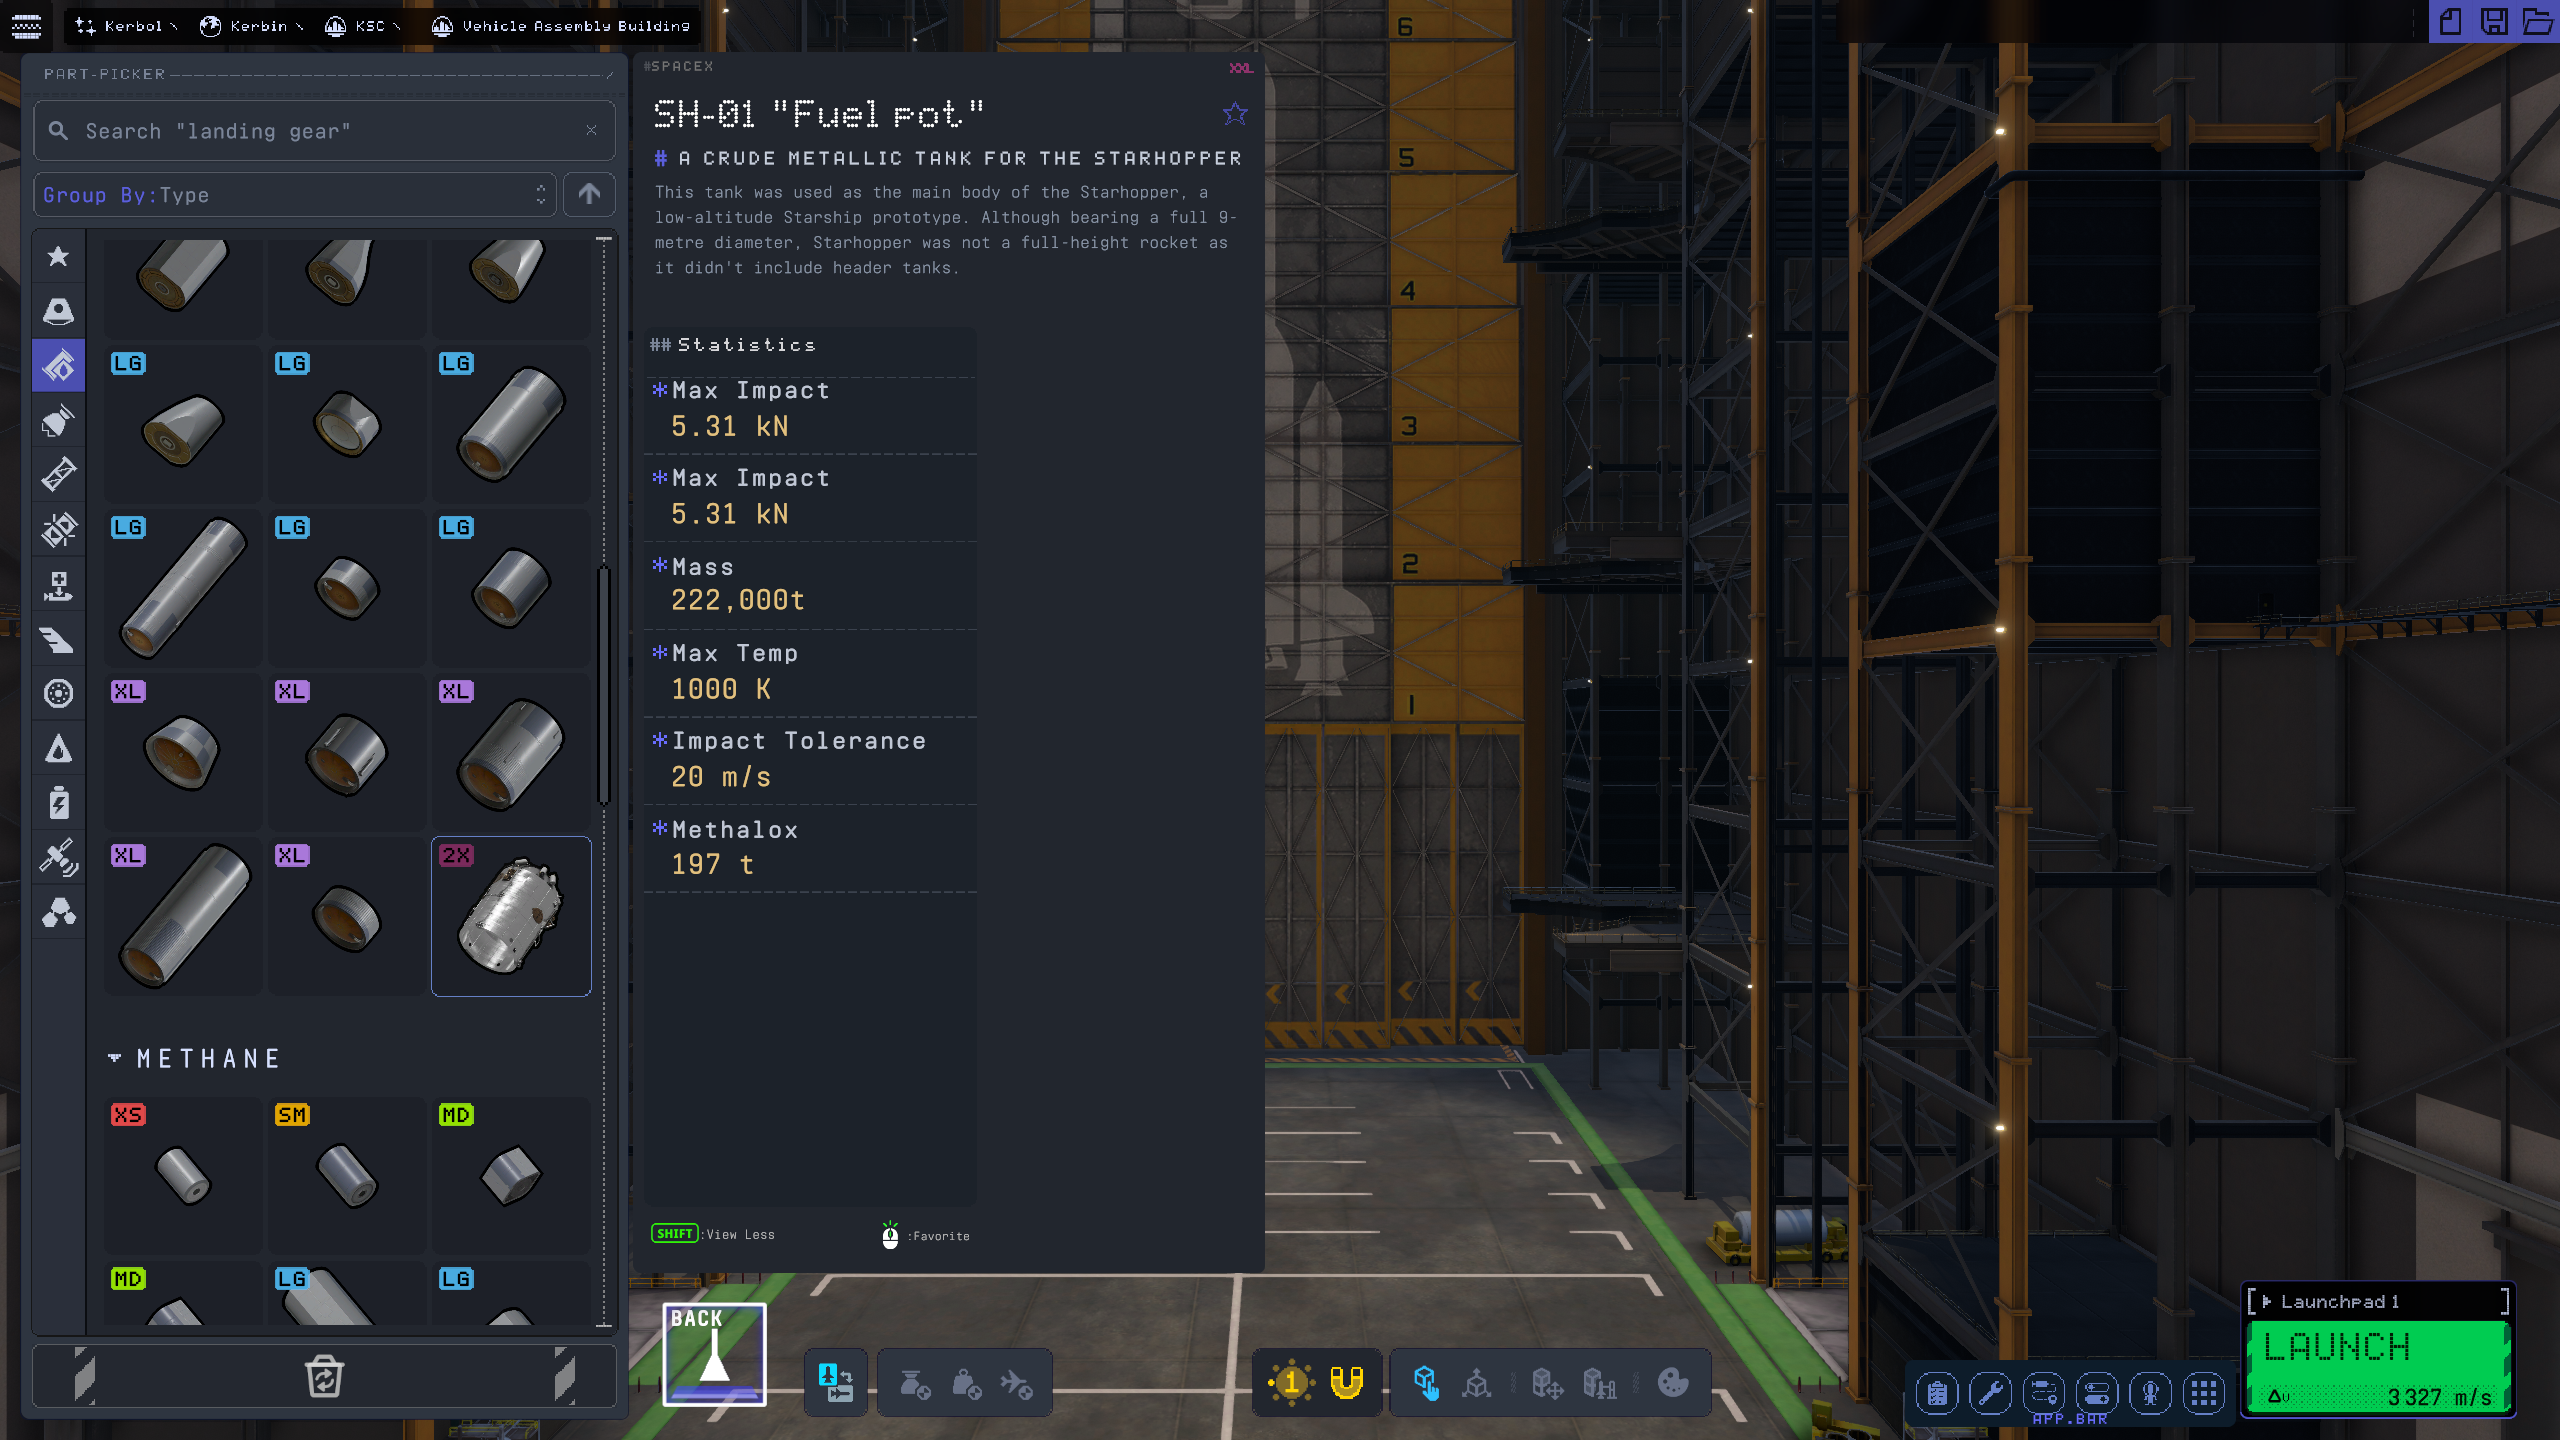 Kerbol
Kerbin
KSC
Vehicle Assembly Building
PART-PICKER
Search "landing gear"
Group By:Type
LG
LG
LG
LG
LG
LG
XL
XL
XL
XL
XL
2X
METHANE
XS
SM
MD
MD
LG
LG
#SPACEX
XXL
SH-01 "Fuel pot"
# A CRUDE METALLIC TANK FOR THE STARHOPPER
This tank was used as the main body of the Starhopper, a
low-altitude Starship prototype. Although bearing a full 9-
metre diameter, Starhopper was not a full-height rocket as
it didn't include header tanks.
## Statistics
*Max Impact
5.31 kN
*Max Impact
5.31 kN
*Mass
222,000t
*Max Temp
1000 K
*Impact Tolerance
20 m/s
*Methalox
197 t
SHIFT:View Less
:Favorite
6
5
4
3
2
1
BACK
1
APP.BAR
Launchpad 1
LAUNCH
Δv
3327 m/s